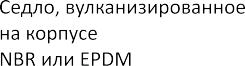 Седло, вулканизированное
на корпусе
NBR или EPDM